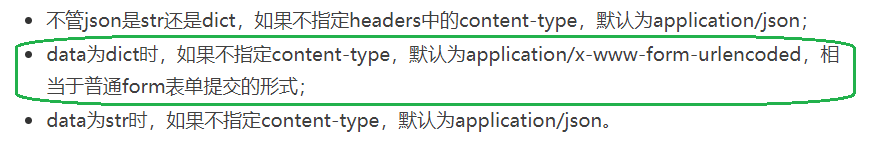 不管json是str还是dict，如果不指定headers中的content-type，默认为application/json；
data为dict时，如果不指定content-type，默认为application/x-www-form-urlencoded，相
当于普通form表单提交的形式；
data为str时，如果不指定content-type，默认为application/json。